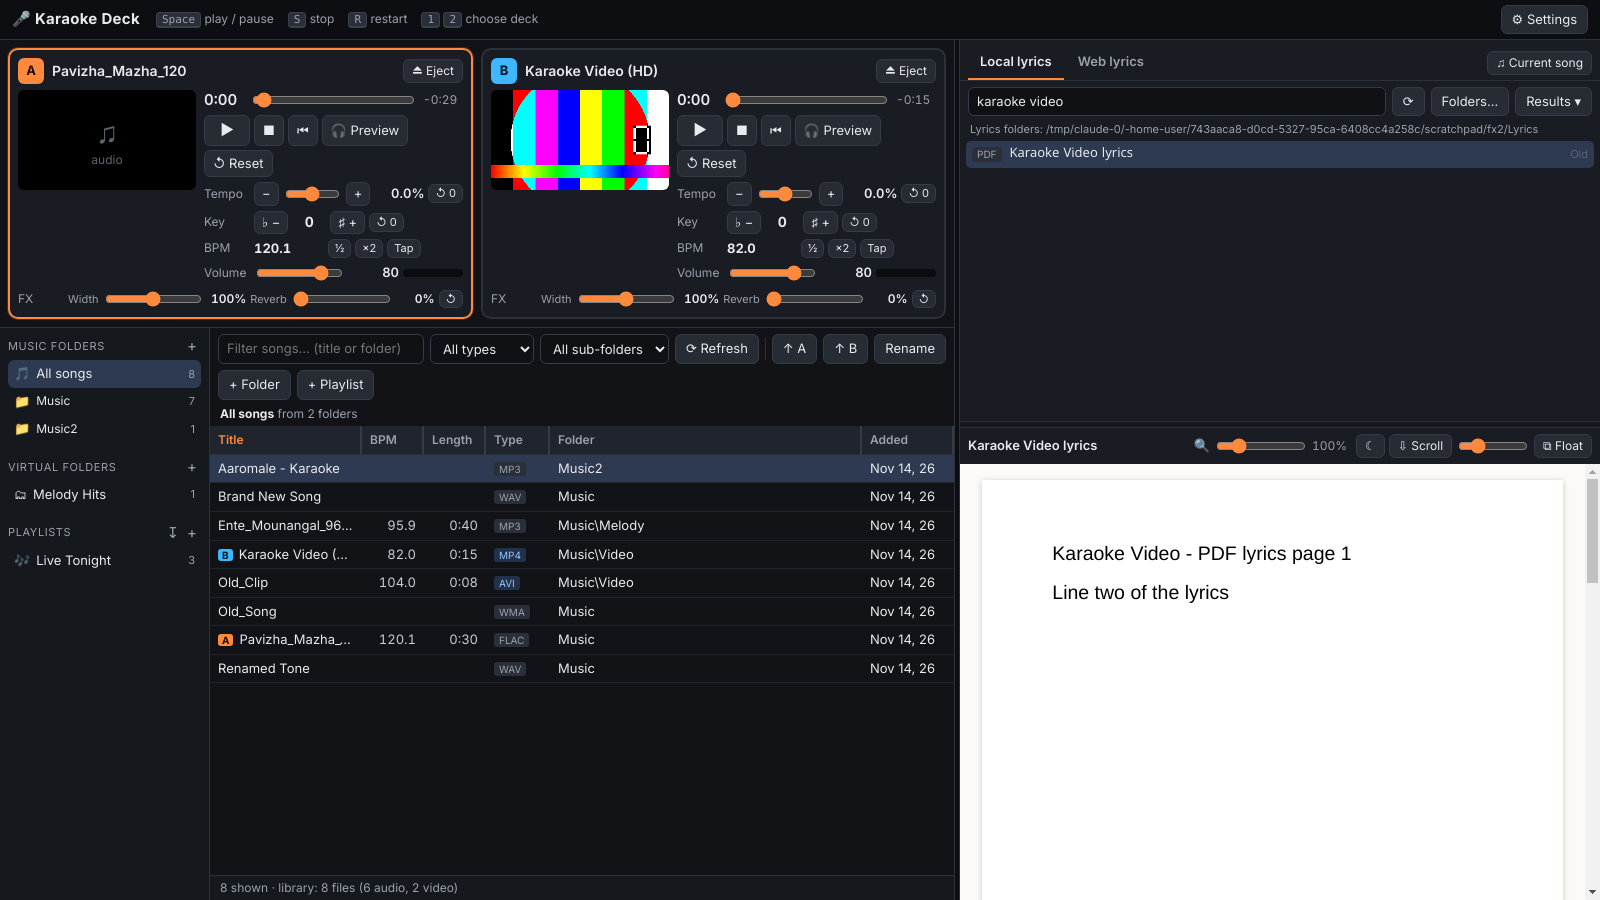 🎤 Karaoke Deck Space play / pause S stop R restart 1 2 choose deck ⚙ Settings
A Pavizha_Mazha_120 ⏏ Eject
♫
audio
0:00 -0:29
▶ ■ ⏮ 🎧 Preview
↺ Reset
Tempo − + 0.0% ↺ 0
Key ♭ − 0 ♯ + ↺ 0
BPM 120.1 ½ ×2 Tap
Volume 80
FX Width 100% Reverb 0% ↺
B Karaoke Video (HD) ⏏ Eject
0:00 -0:15
▶ ■ ⏮ 🎧 Preview
↺ Reset
Tempo − + 0.0% ↺ 0
Key ♭ − 0 ♯ + ↺ 0
BPM 82.0 ½ ×2 Tap
Volume 80
FX Width 100% Reverb 0% ↺
MUSIC FOLDERS +
🎵 All songs 8
📁 Music 7
📁 Music2 1
VIRTUAL FOLDERS +
🗂 Melody Hits 1
PLAYLISTS ↧ +
🎶 Live Tonight 3
Filter songs... (title or folder) All types All sub-folders ⟳ Refresh ↑ A ↑ B Rename
+ Folder + Playlist
All songs from 2 folders
Title BPM Length Type Folder Added
Aaromale - Karaoke MP3 Music2 Nov 14, 26
Brand New Song WAV Music Nov 14, 26
Ente_Mounangal_96... 95.9 0:40 MP3 Music\Melody Nov 14, 26
B Karaoke Video (... 82.0 0:15 MP4 Music\Video Nov 14, 26
Old_Clip 104.0 0:08 AVI Music\Video Nov 14, 26
Old_Song WMA Music Nov 14, 26
A Pavizha_Mazha_... 120.1 0:30 FLAC Music Nov 14, 26
Renamed Tone WAV Music Nov 14, 26
8 shown · library: 8 files (6 audio, 2 video)
Local lyrics Web lyrics ♫ Current song
karaoke video ⟳ Folders... Results ▾
Lyrics folders: /tmp/claude-0/-home-user/743aaca8-d0cd-5327-95ca-6408cc4a258c/scratchpad/fx2/Lyrics
PDF Karaoke Video lyrics Old
Karaoke Video lyrics 🔍 100% ☾ ⇩ Scroll ⧉ Float
Karaoke Video - PDF lyrics page 1
Line two of the lyrics